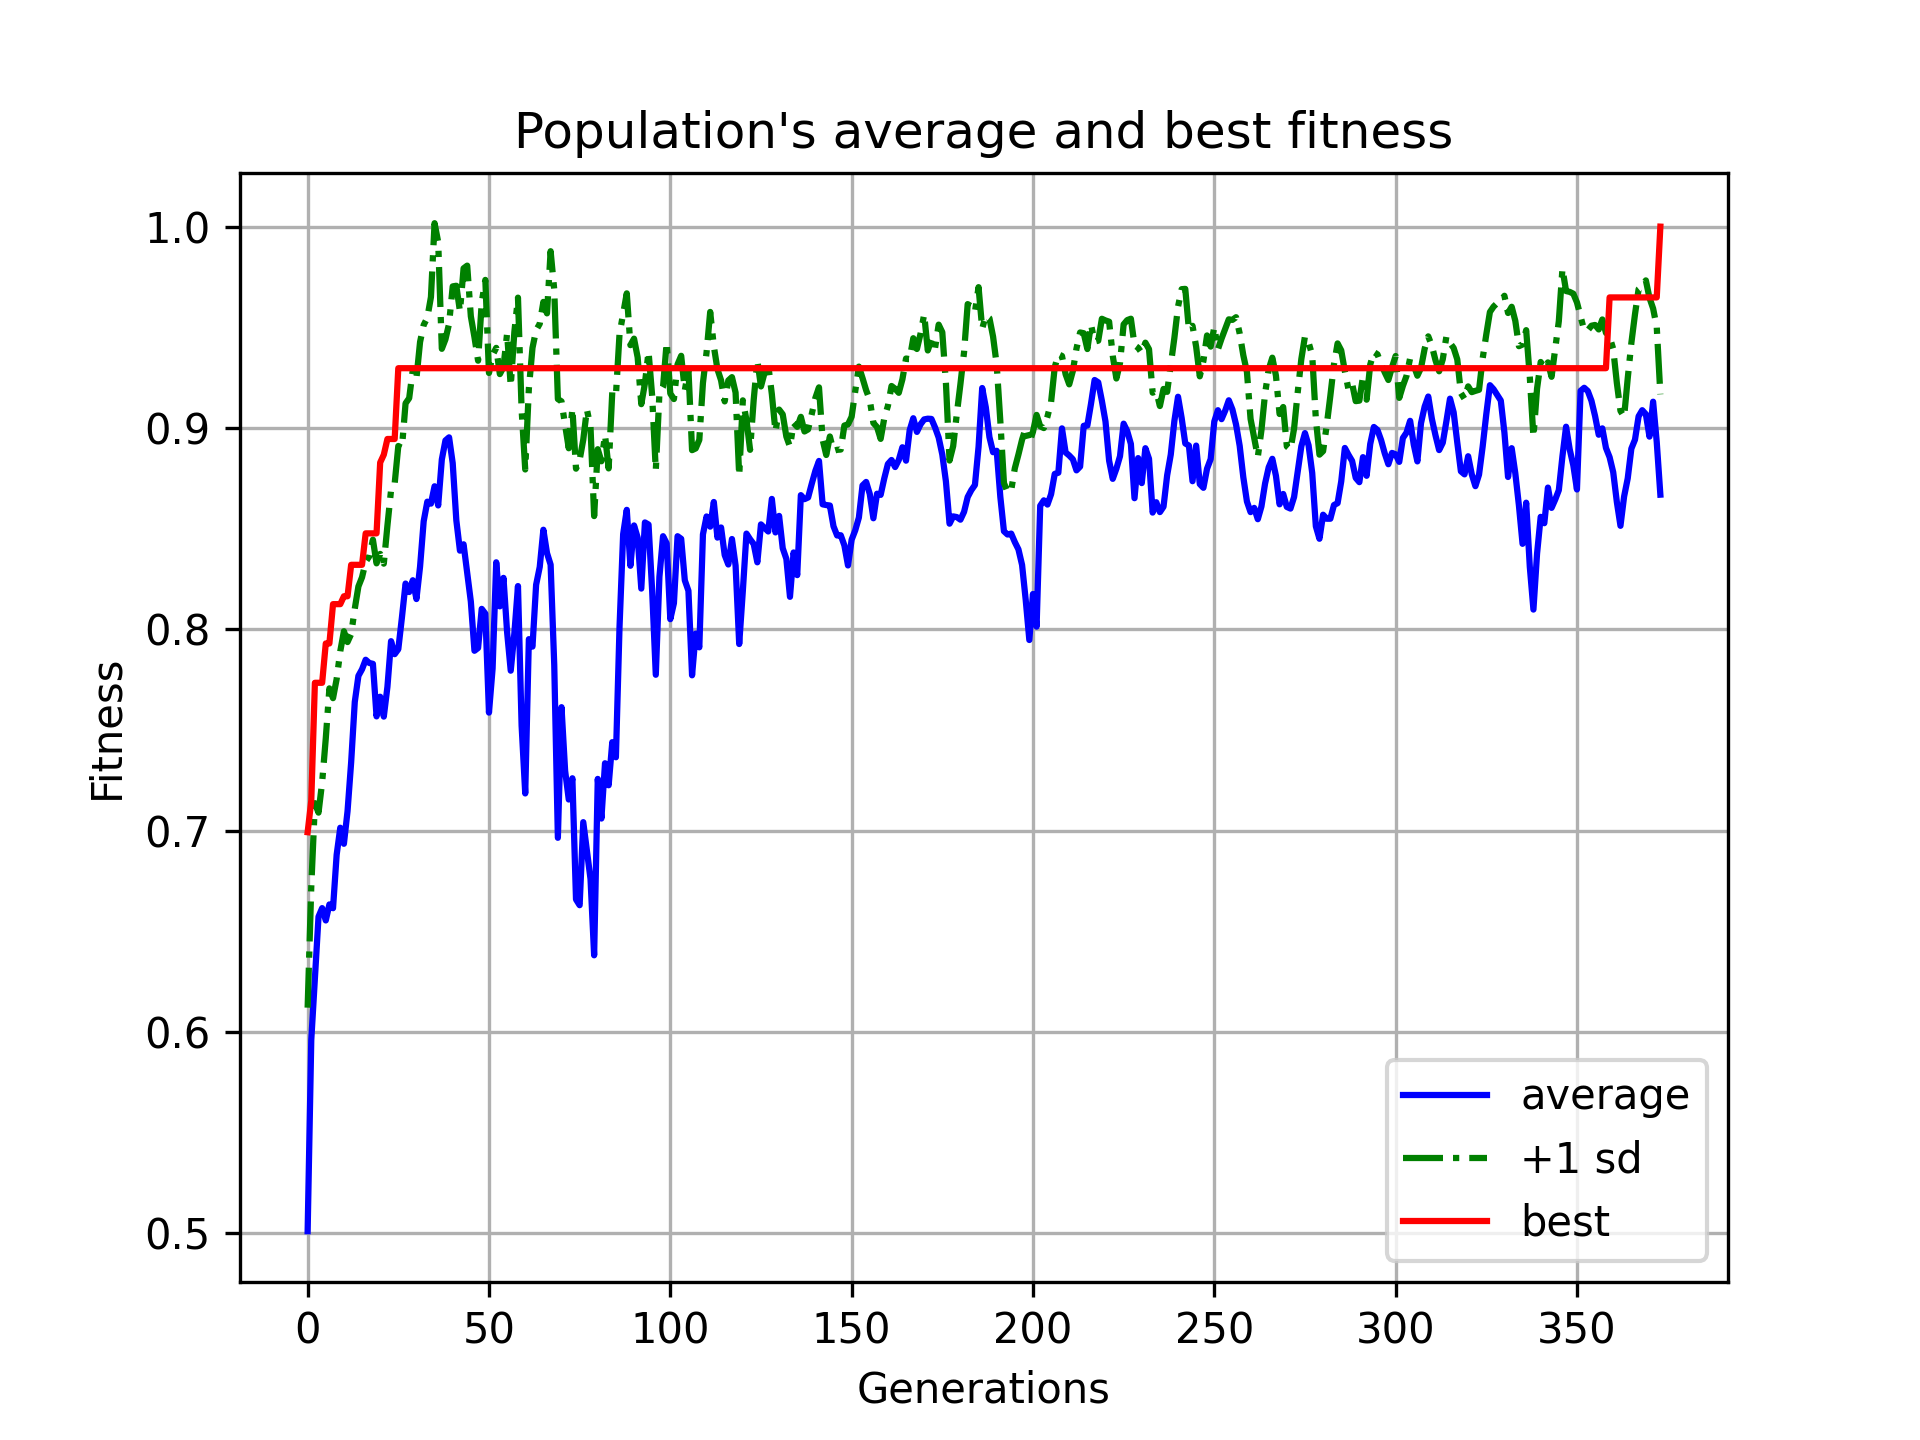 Population's average and best fitness
1.0
0.9
0.8
0.7
0.6
0.5
Fitness
0 50 100 150 200 250 300 350
Generations
average
+1 sd
best